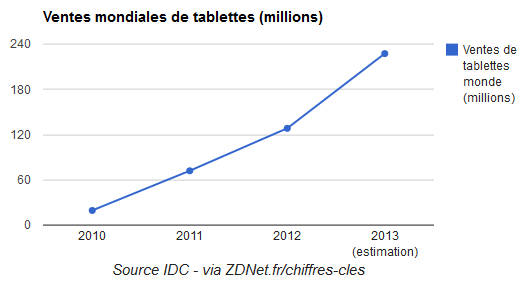 Ventes mondiales de tablettes (millions)
240
180
120
60
0
2010 2011 2012 2013
(estimation)
Ventes de
tablettes
monde
(millions)
Source IDC - via ZDNet.fr/chiffres-cles